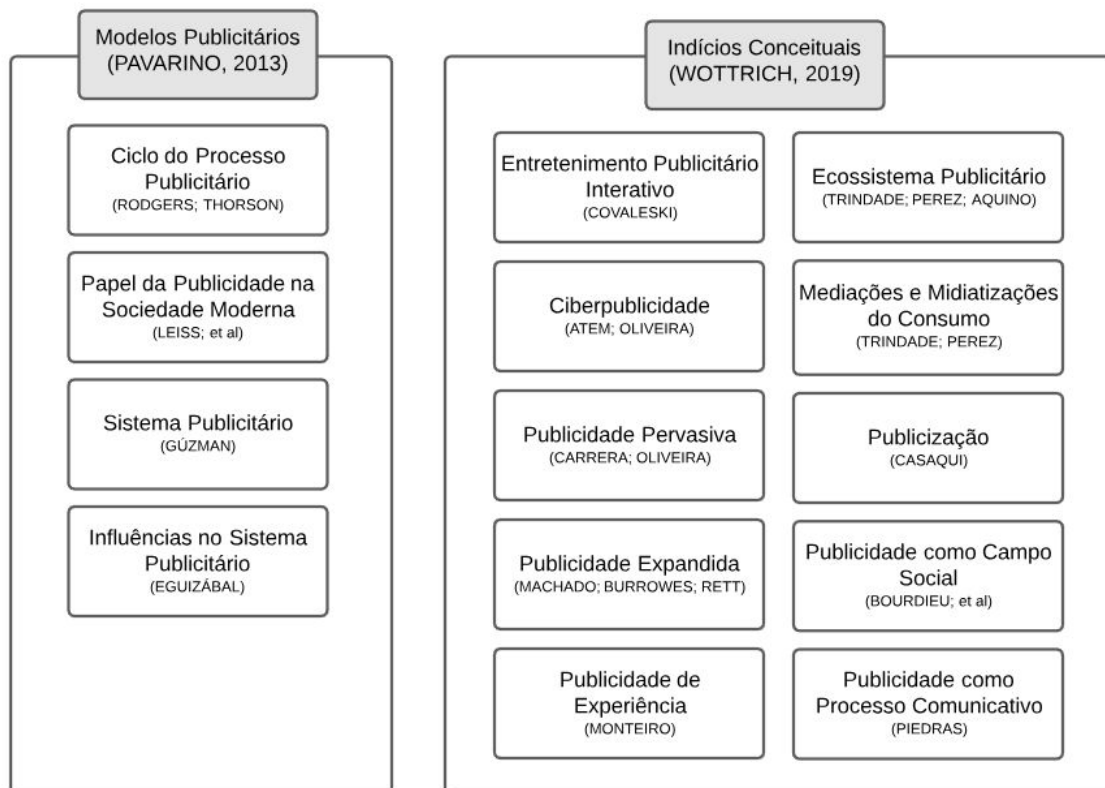 Modelos Publicitários
(PAVARINO, 2013)
Ciclo do Processo
Publicitário
(RODGERS; THORSON)
Papel da Publicidade na
Sociedade Moderna
(LEISS; et al)
Sistema Publicitário
(GÚZMAN)
Influências no Sistema
Publicitário
(EGUIZÁBAL)
Indícios Conceituais
(WOTTRICH, 2019)
Entretenimento Publicitário
Interativo
(COVALESKI)
Ciberpublicidade
(ATEM; OLIVEIRA)
Publicidade Pervasiva
(CARRERA; OLIVEIRA)
Publicidade Expandida
(MACHADO; BURROWES; RETT)
Publicidade de
Experiência
(MONTEIRO)
Ecossistema Publicitário
(TRINDADE; PEREZ; AQUINO)
Mediações e Midiatizações
do Consumo
(TRINDADE; PEREZ)
Publicização
(CASAQUI)
Publicidade como Campo
Social
(BOURDIEU; et al)
Publicidade como
Processo Comunicativo
(PIEDRAS)